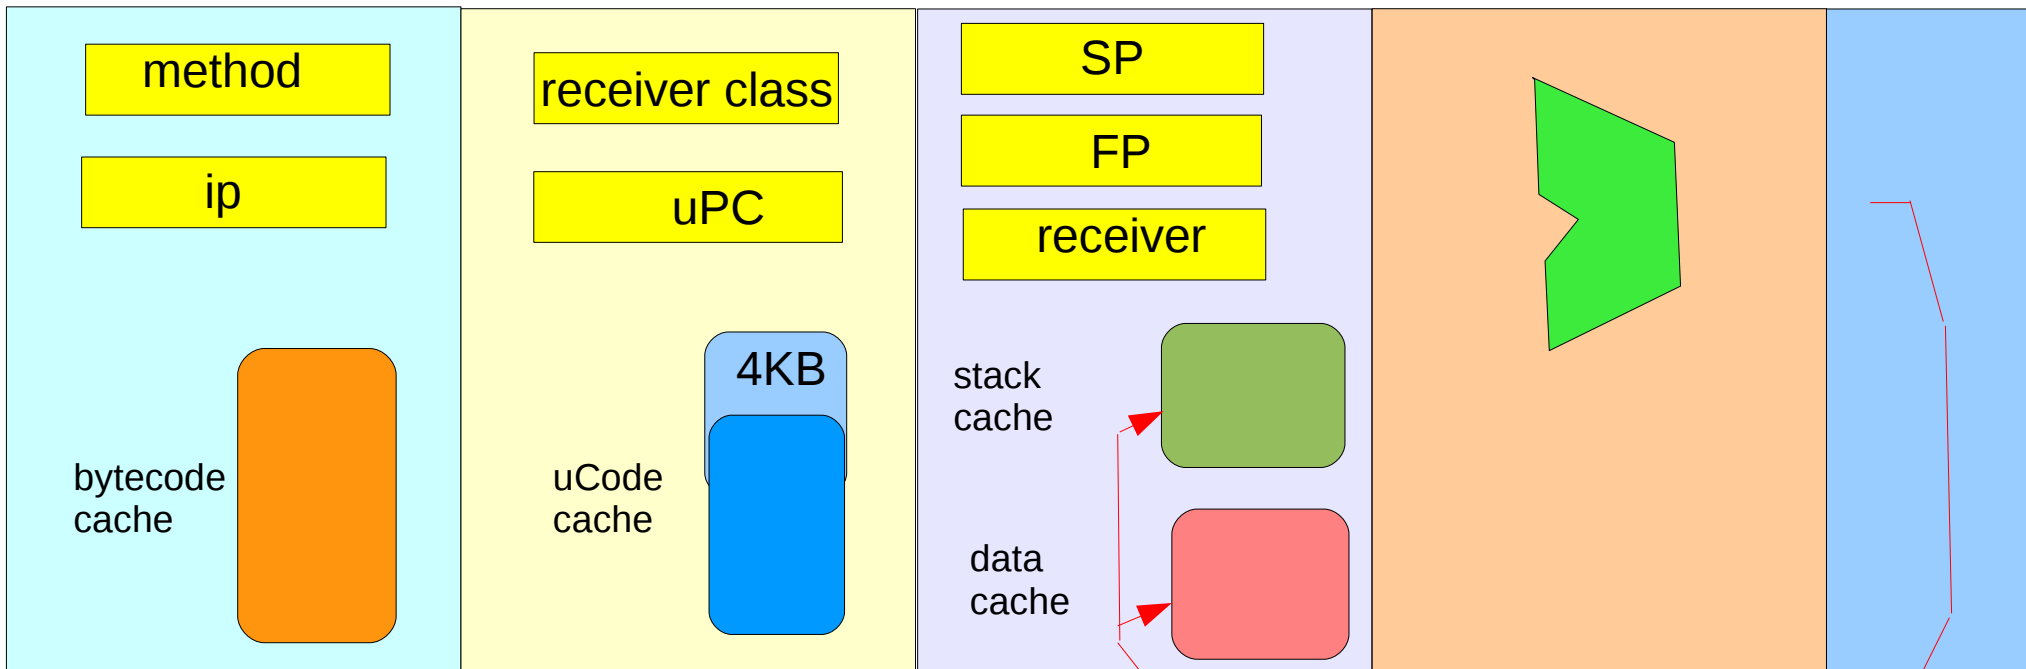 method
ip
bytecode
cache
receiver class
uPC
4KB
uCode
cache
SP
FP
receiver
stack
cache
data
cache